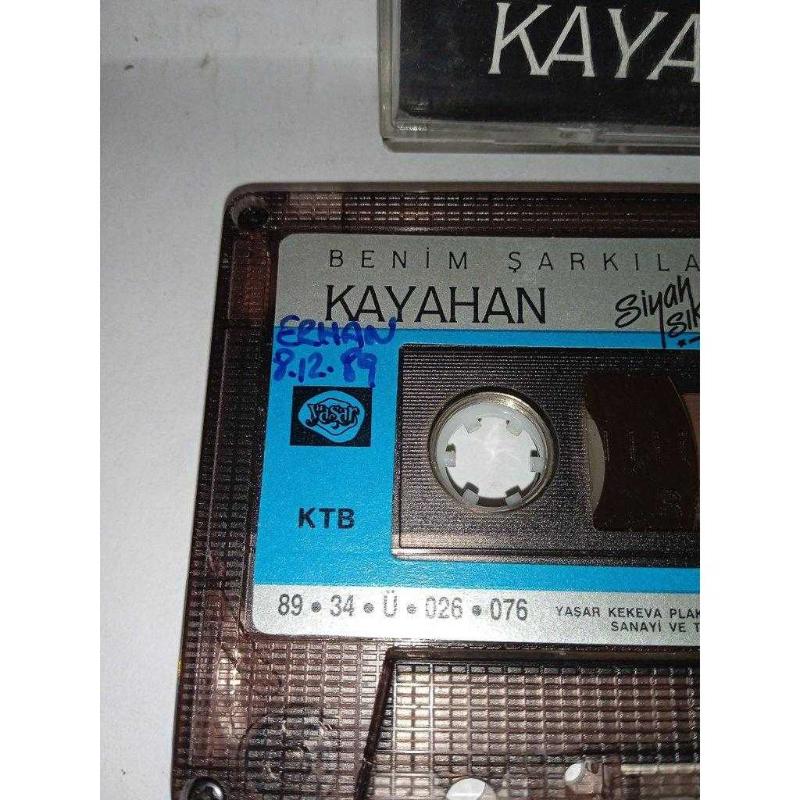 KAYA
BENİM ŞARKILA
KAYAHAN
Siyah
ERHAN
8.12.89
yaşar
KTB
89 • 34 • Ü • 026 • 076
YAŞAR KEKEVA PLAK
SANAYİ VE T